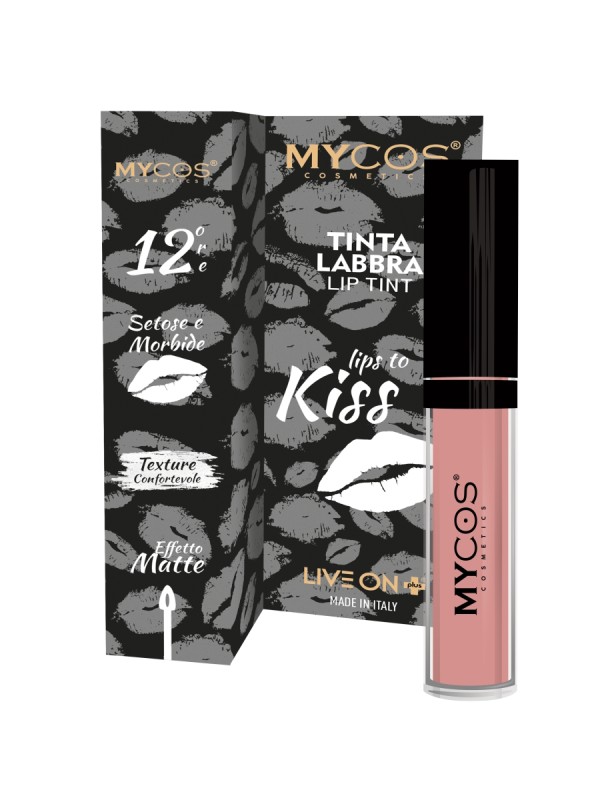 MYCOS®
COSMETICS
12 ore
Setose e
Morbide
Texture
Confortevole
Effetto
Matte
MYCOS®
COSMETIC
TINTA
LABBRA
LIP TINT
lips to
Kiss
LIVE ON plus
MADE IN ITALY
MYCOS®
COSMETICS